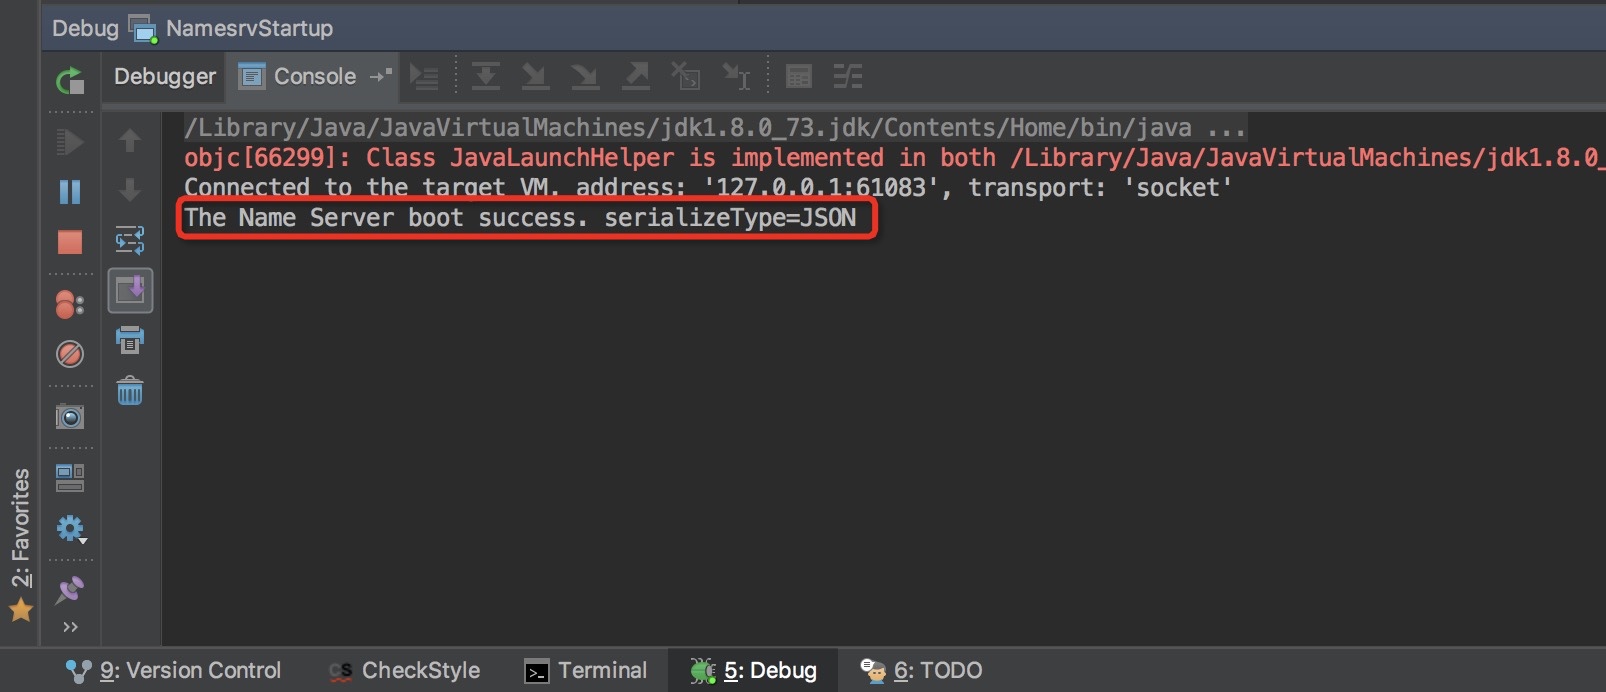 Debug NamesrvStartup
Debugger Console
/Library/Java/JavaVirtualMachines/jdk1.8.0_73.jdk/Contents/Home/bin/java ...
objc[66299]: Class JavaLaunchHelper is implemented in both /Library/Java/JavaVirtualMachines/jdk1.8.0_
Connected to the target VM, address: '127.0.0.1:61083', transport: 'socket'
The Name Server boot success. serializeType=JSON
2: Favorites
9: Version Control CS CheckStyle Terminal 5: Debug 6: TODO